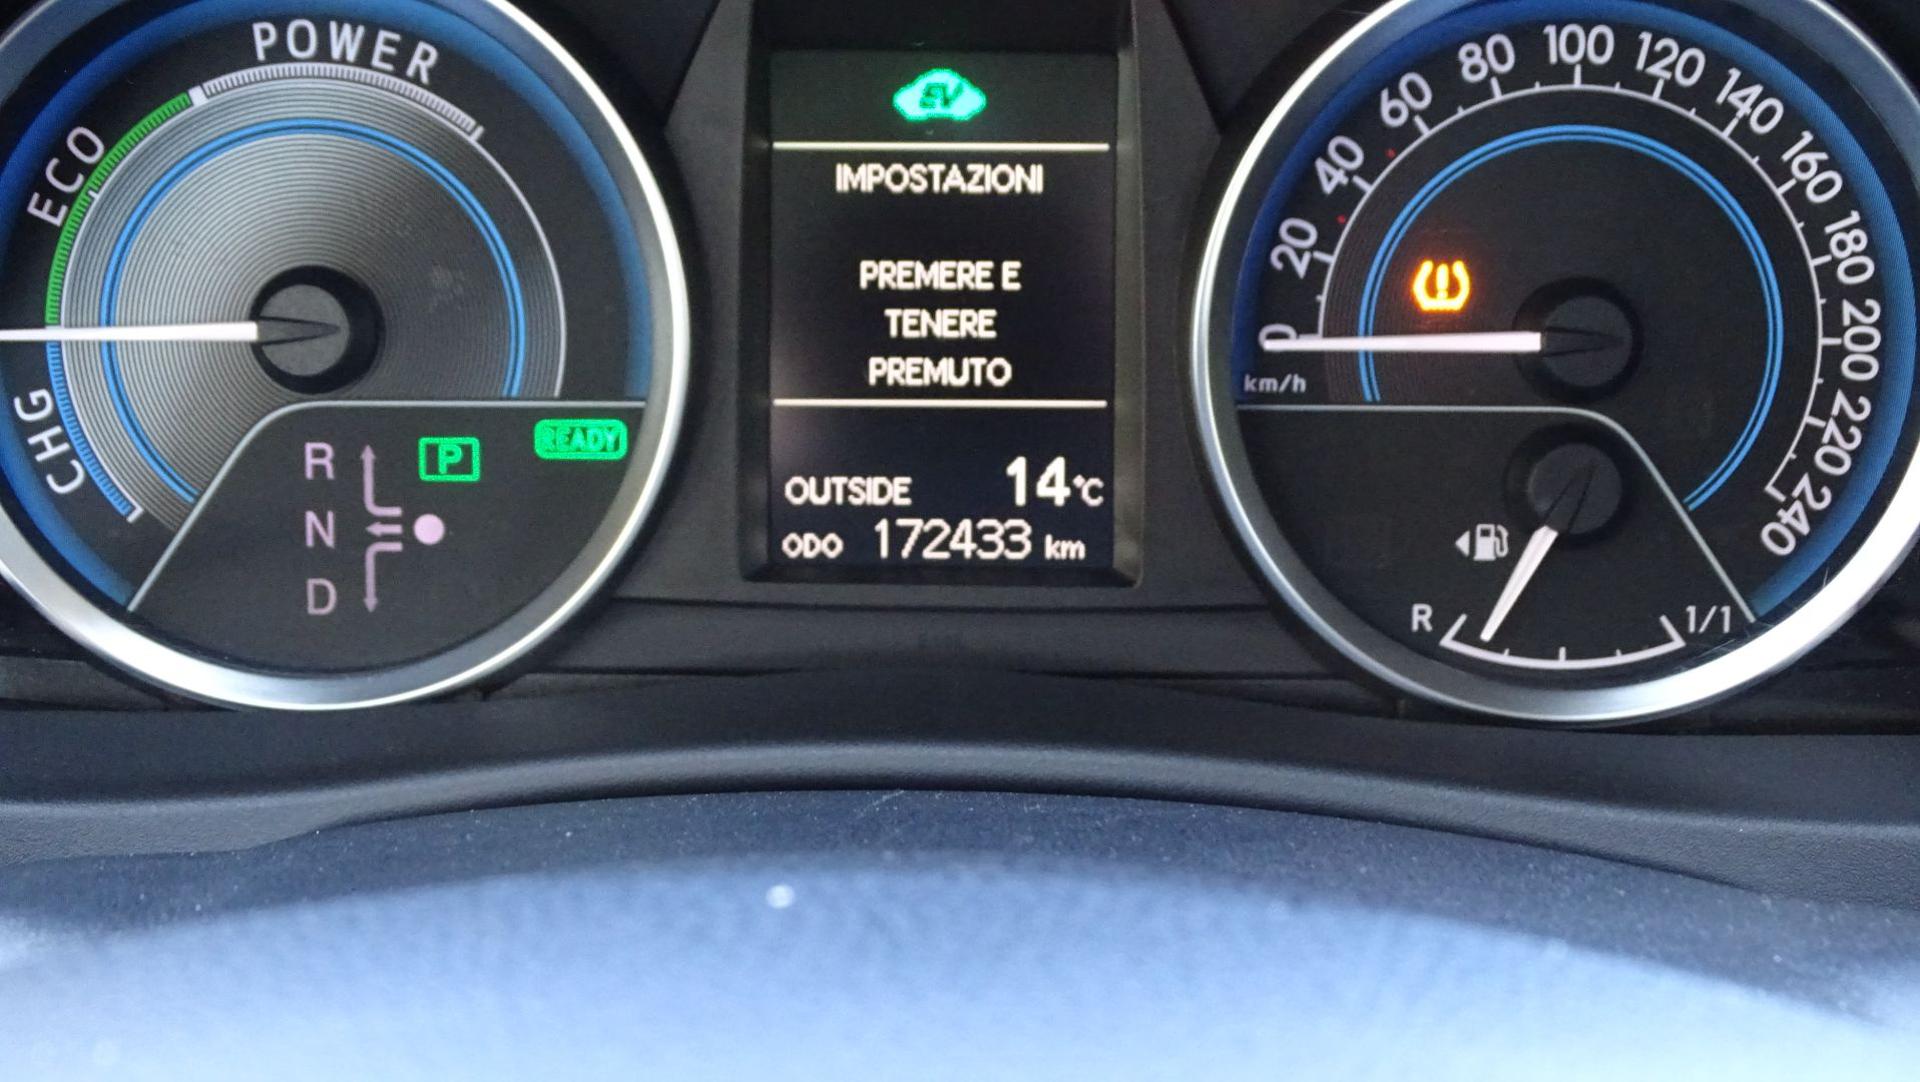 POWER
ECO
CHG
R
N
D
P
READY
EV
IMPOSTAZIONI
PREMERE E
TENERE
PREMUTO
OUTSIDE 14°C
ODO 172433 km
0
20
40
60
80
100
120
140
160
180
200
220
240
km/h
R
1/1